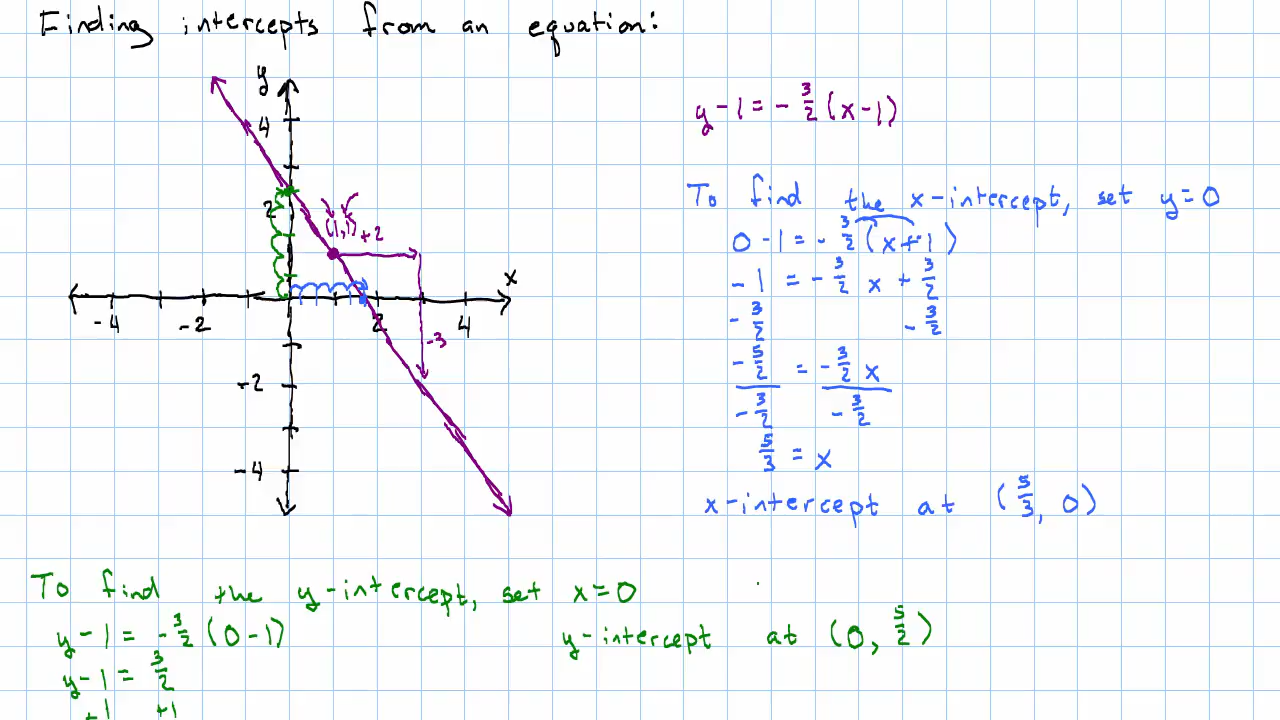 Finding intercepts from an equation:
y
4
2
(1,1)
+2
x
-4 -2 2 4
-3
-2
-4
y-1=-3/2(x-1)
To find the x-intercept, set y=0
0-1=-3/2(x+-1)
-1=-3/2x+3/2
-3/2 -3/2
-5/2=-3/2x
-3/2 -3/2
5/3=x
x-intercept at (5/3, 0)
To find the y-intercept, set x=0
y-1=-3/2(0-1)
y-1=3/2
+1 +1
y-intercept at (0, 5/2)